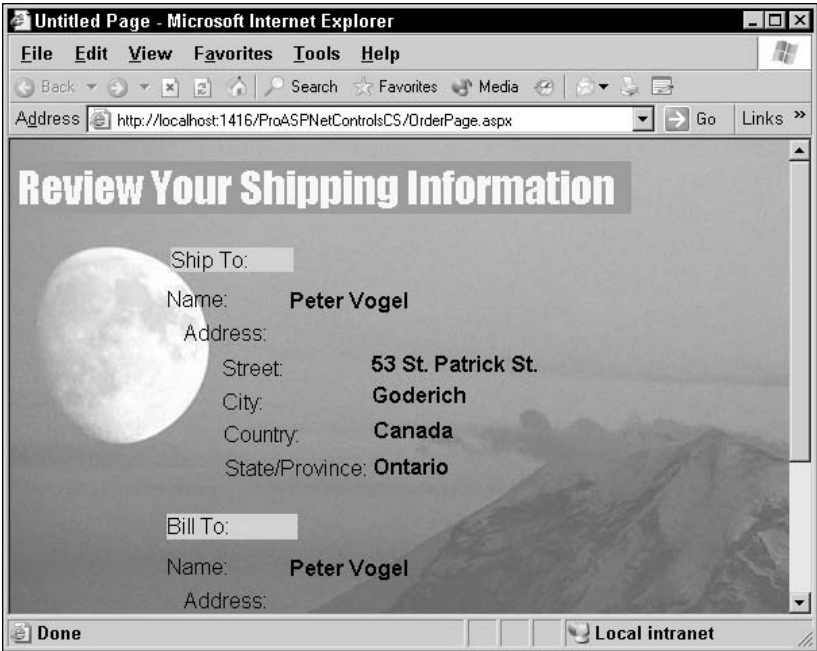 Untitled Page - Microsoft Internet Explorer
File Edit View Favorites Tools Help
Back Search Favorites Media
Address http://localhost:1416/ProASPNetControlsCS/OrderPage.aspx Go Links »
Review Your Shipping Information
Ship To:
Name: Peter Vogel
Address:
Street: 53 St. Patrick St.
City: Goderich
Country: Canada
State/Province: Ontario
Bill To:
Name: Peter Vogel
Address:
Done Local intranet